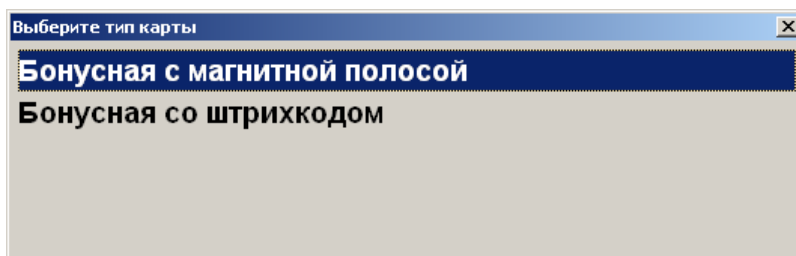 Выберите тип карты
Бонусная с магнитной полосой
Бонусная со штрихкодом